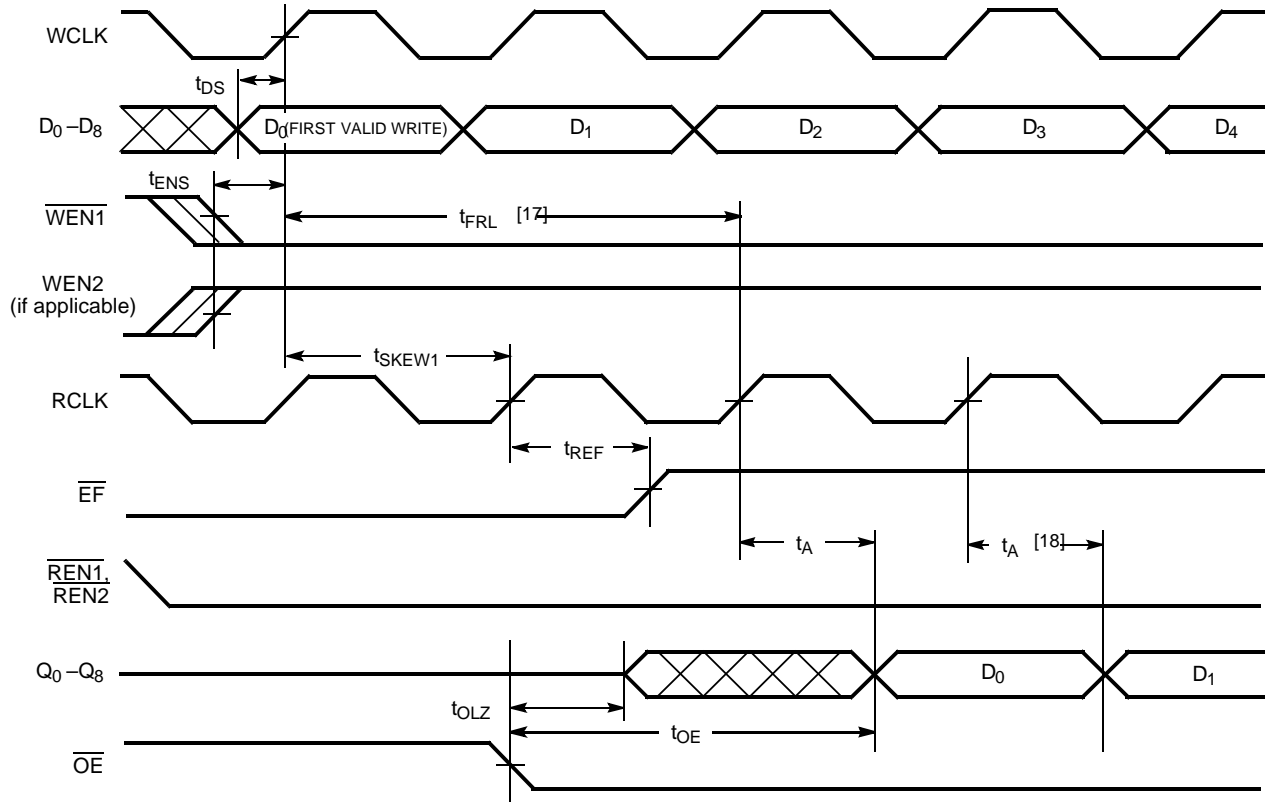 WCLK
tDS
D0 –D8
D0(FIRST VALID WRITE)
D1
D2
D3
D4
tENS
WEN1
tFRL [17]
WEN2
(if applicable)
tSKEW1
RCLK
tREF
EF
tA
tA [18]
REN1,
REN2
Q0 –Q8
D0
D1
tOLZ
tOE
OE